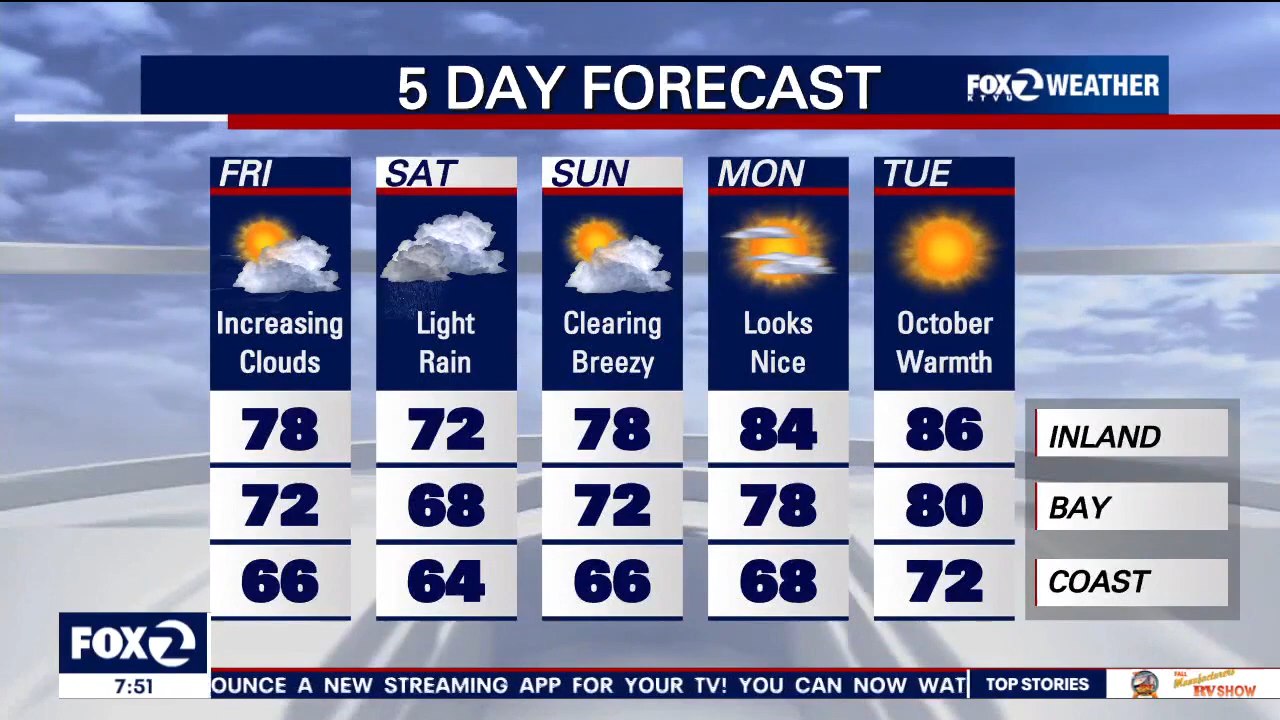 5 DAY FORECAST
FOX 2 WEATHER
KTVU
FRI SAT SUN MON TUE
Increasing Light Clearing Looks October
Clouds Rain Breezy Nice Warmth
78 72 78 84 86 INLAND
72 68 72 78 80 BAY
66 64 66 68 72 COAST
FOX 2
7:51 OUNCE A NEW STREAMING APP FOR YOUR TV! YOU CAN NOW WAT TOP STORIES
FALL
Manufacturers
RV SHOW